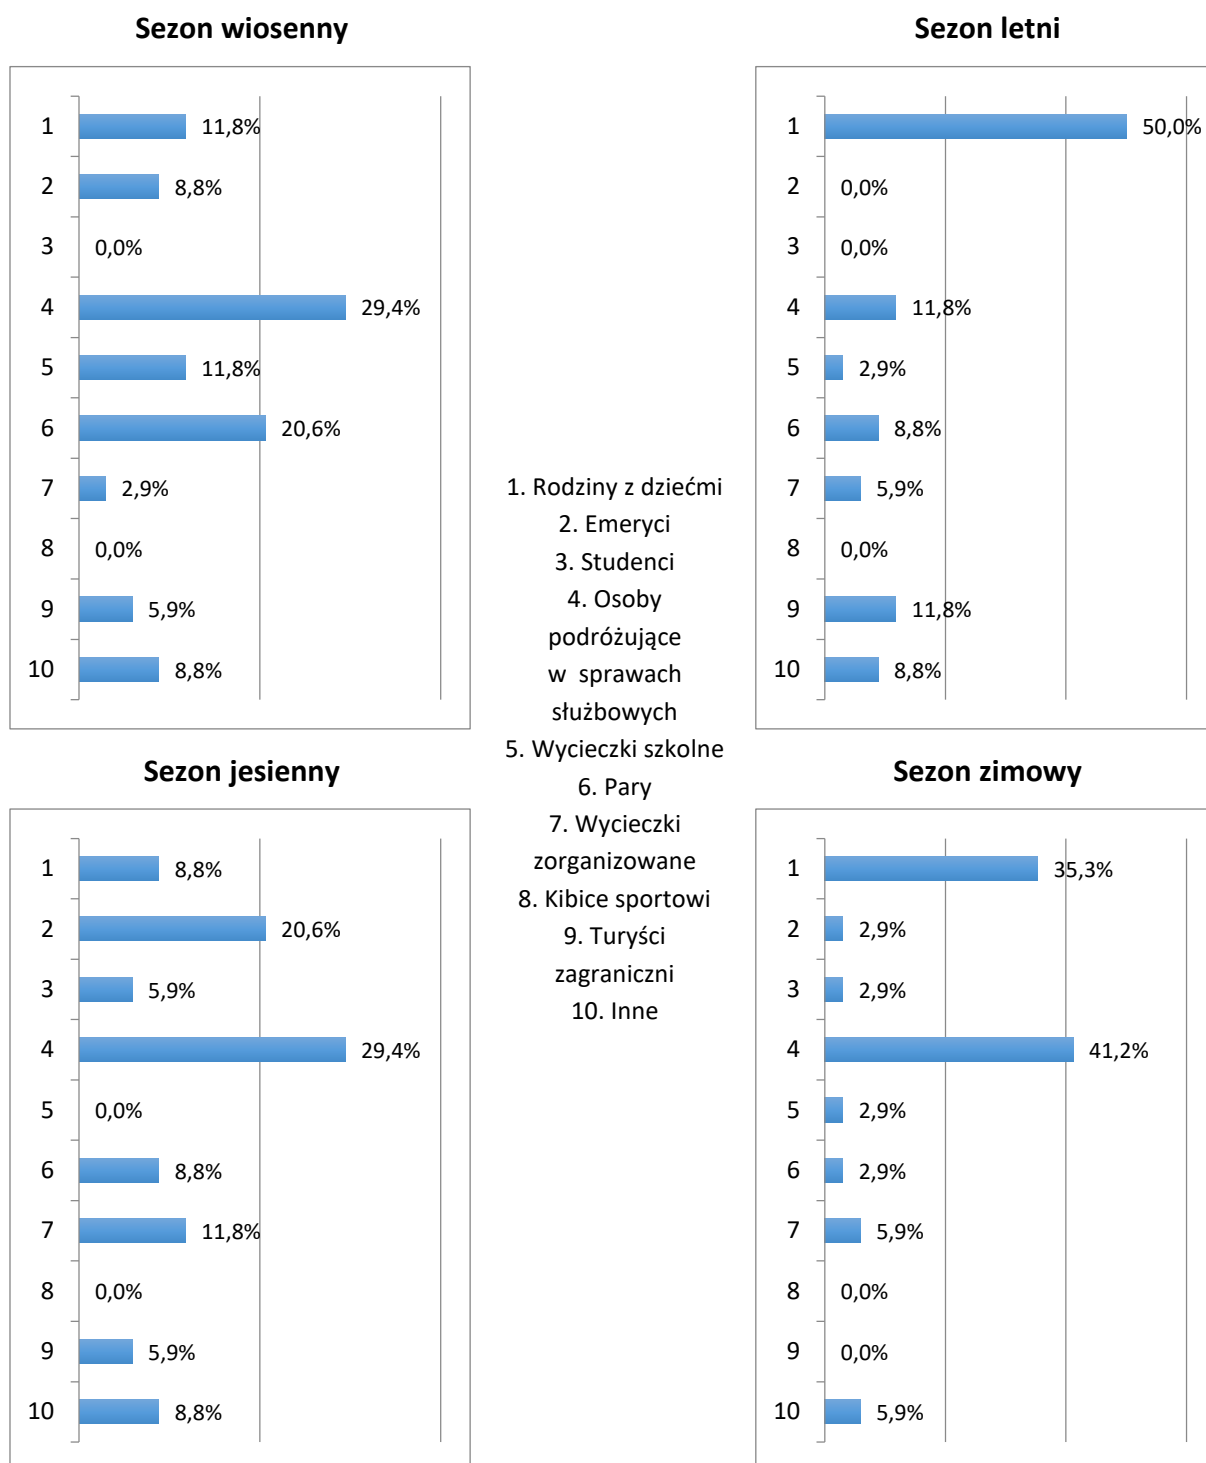 Sezon wiosenny
1 11,8%
2 8,8%
3 0,0%
4 29,4%
5 11,8%
6 20,6%
7 2,9%
8 0,0%
9 5,9%
10 8,8%
Sezon letni
1 50,0%
2 0,0%
3 0,0%
4 11,8%
5 2,9%
6 8,8%
7 5,9%
8 0,0%
9 11,8%
10 8,8%
1. Rodziny z dziećmi
2. Emeryci
3. Studenci
4. Osoby
podróżujące
w sprawach
służbowych
5. Wycieczki szkolne
6. Pary
7. Wycieczki
zorganizowane
8. Kibice sportowi
9. Turyści
zagraniczni
10. Inne
Sezon jesienny
1 8,8%
2 20,6%
3 5,9%
4 29,4%
5 0,0%
6 8,8%
7 11,8%
8 0,0%
9 5,9%
10 8,8%
Sezon zimowy
1 35,3%
2 2,9%
3 2,9%
4 41,2%
5 2,9%
6 2,9%
7 5,9%
8 0,0%
9 0,0%
10 5,9%